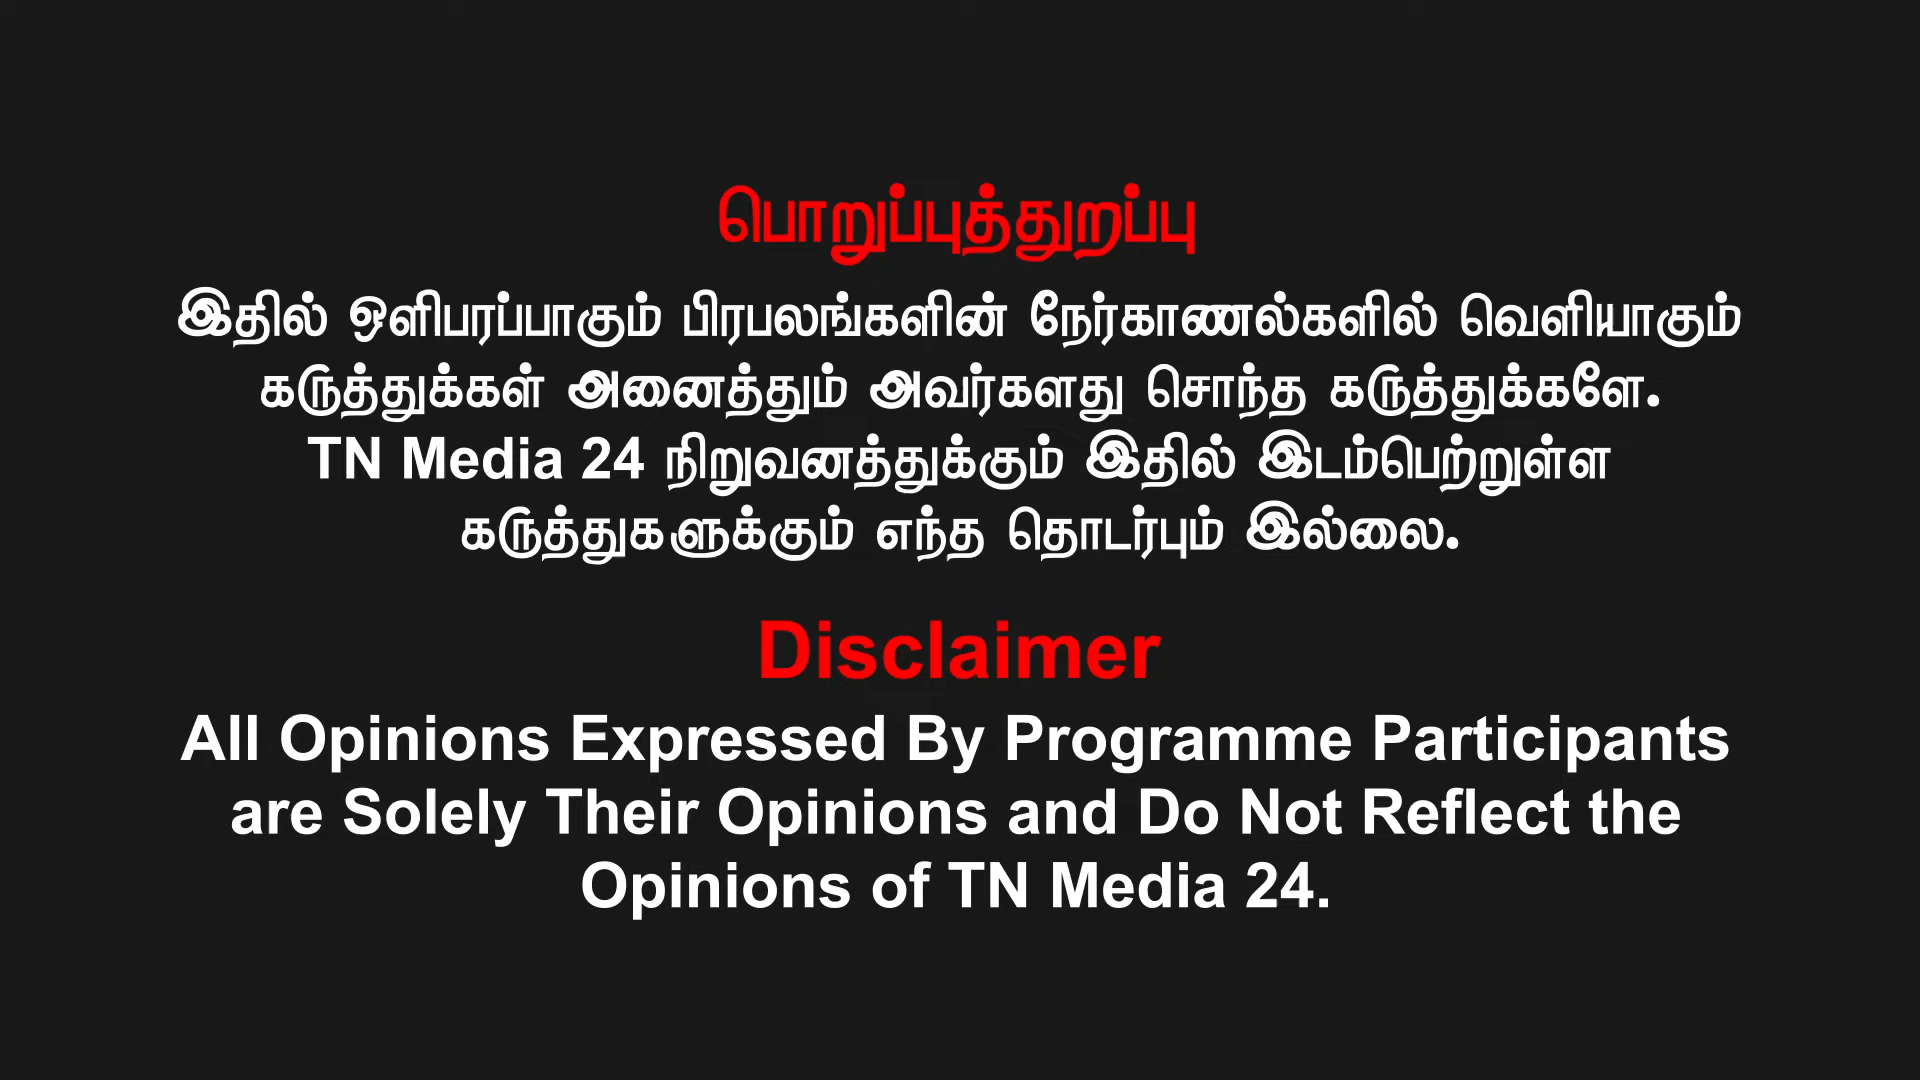 பொறுப்புத்துறப்பு
இதில் ஒளிபரப்பாகும் பிரபலங்களின் நேர்காணல்களில் வெளியாகும்
கருத்துக்கள் அனைத்தும் அவர்களது சொந்த கருத்துக்களே.
TN Media 24 நிறுவனத்துக்கும் இதில் இடம்பெற்றுள்ள
கருத்துகளுக்கும் எந்த தொடர்பும் இல்லை.
Disclaimer
All Opinions Expressed By Programme Participants
are Solely Their Opinions and Do Not Reflect the
Opinions of TN Media 24.